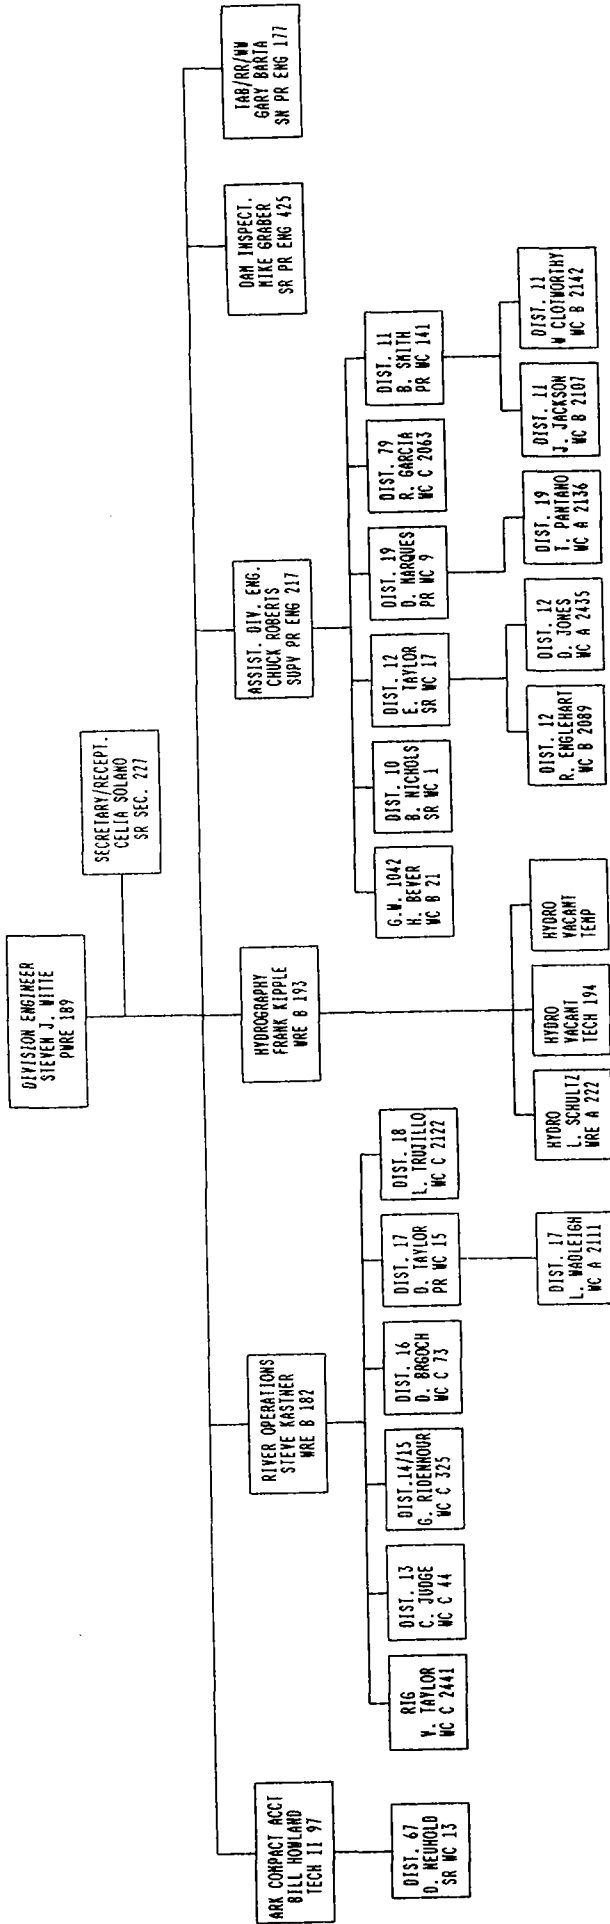 DIVISION ENGINEER
STEVEN J. WITTE
PWRE 189
SECRETARY/RECEPT.
CELIA SOLANO
SR SEC. 227
ARK COMPACT ACCT
BILL HOWLAND
TECH II 97
RIVER OPERATIONS
STEVE KASTNER
WRE B 182
HYDROGRAPHY
FRANK KIPPLE
WRE B 193
ASSIST. DIV. ENG.
CHUCK ROBERTS
SUPV PR ENG 217
DAM INSPECT.
MIKE GRABER
SR PR ENG 425
TAB/RR/WW
GARY BARTA
SN PR ENG 177
DIST. 67
D. NEUHOLD
SR WC 13
RIG
V. TAYLOR
WC C 2441
DIST. 13
C. JUDGE
WC C 44
DIST.14/15
G. RIDENNOUR
WC C 325
DIST. 16
D. BRGOCH
WC C 73
DIST. 17
D. TAYLOR
PR WC 15
DIST. 18
L. TRUJILLO
WC C 2122
G.W. 1042
H. BEVER
WC B 21
DIST. 10
B. NICHOLS
SR WC 1
DIST. 12
E. TAYLOR
SR WC 17
DIST. 19
D. MARQUES
PR WC 9
DIST. 79
R. GARCIA
WC C 2063
DIST. 11
B. SMITH
PR WC 141
DIST. 17
L. WADLEIGH
WC A 2111
HYDRO
L. SCHULTZ
WRE A 222
HYDRO
VACANT
TECH 194
HYDRO
VACANT
TEMP
DIST. 12
R. ENGLEHART
WC B 2089
DIST. 12
D. JONES
WC A 2435
DIST. 19
T. PANTANO
WC A 2136
DIST. 11
J. JACKSON
WC B 2107
DIST. 11
W CLOTWORTHY
WC B 2142